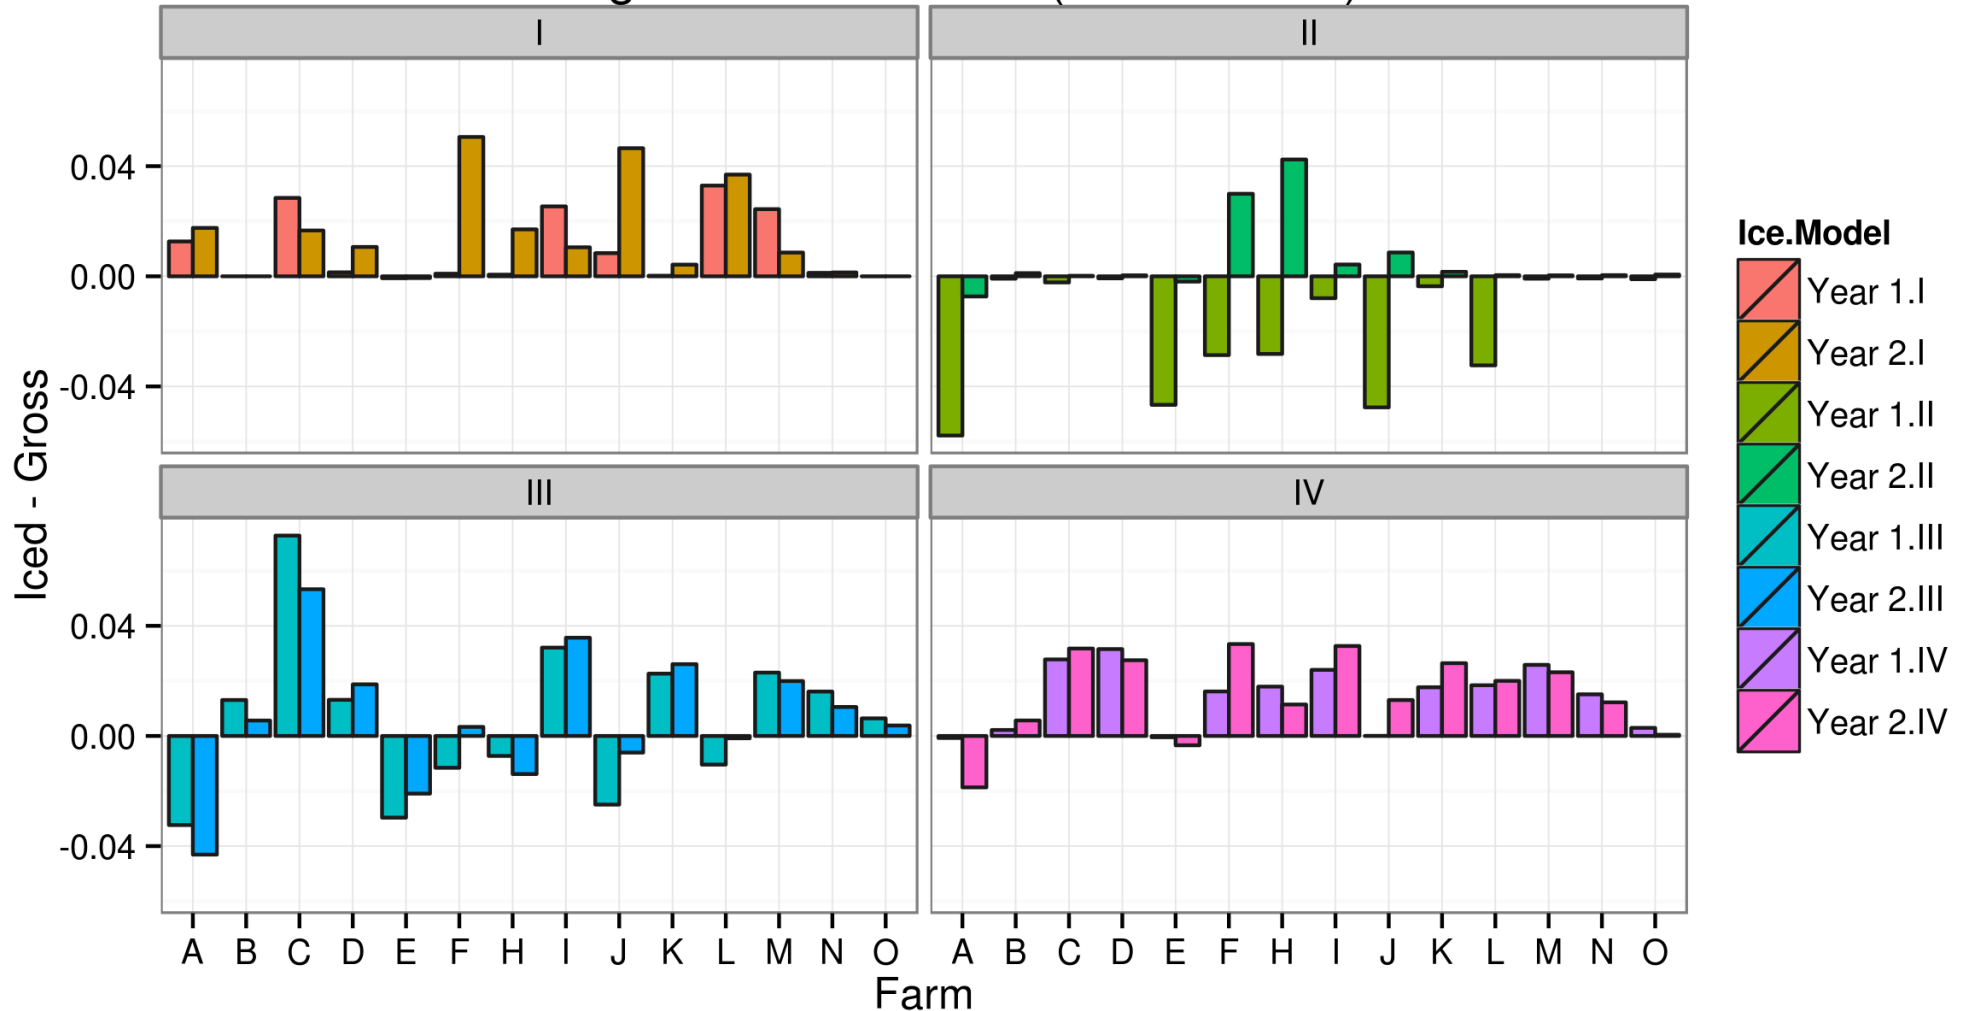 I
II
0.04
0.00
-0.04
III
IV
0.04
0.00
-0.04
A B C D E F H I J K L M N O
A B C D E F H I J K L M N O
Farm
Iced - Gross
Ice.Model
Year 1.I
Year 2.I
Year 1.II
Year 2.II
Year 1.III
Year 2.III
Year 1.IV
Year 2.IV